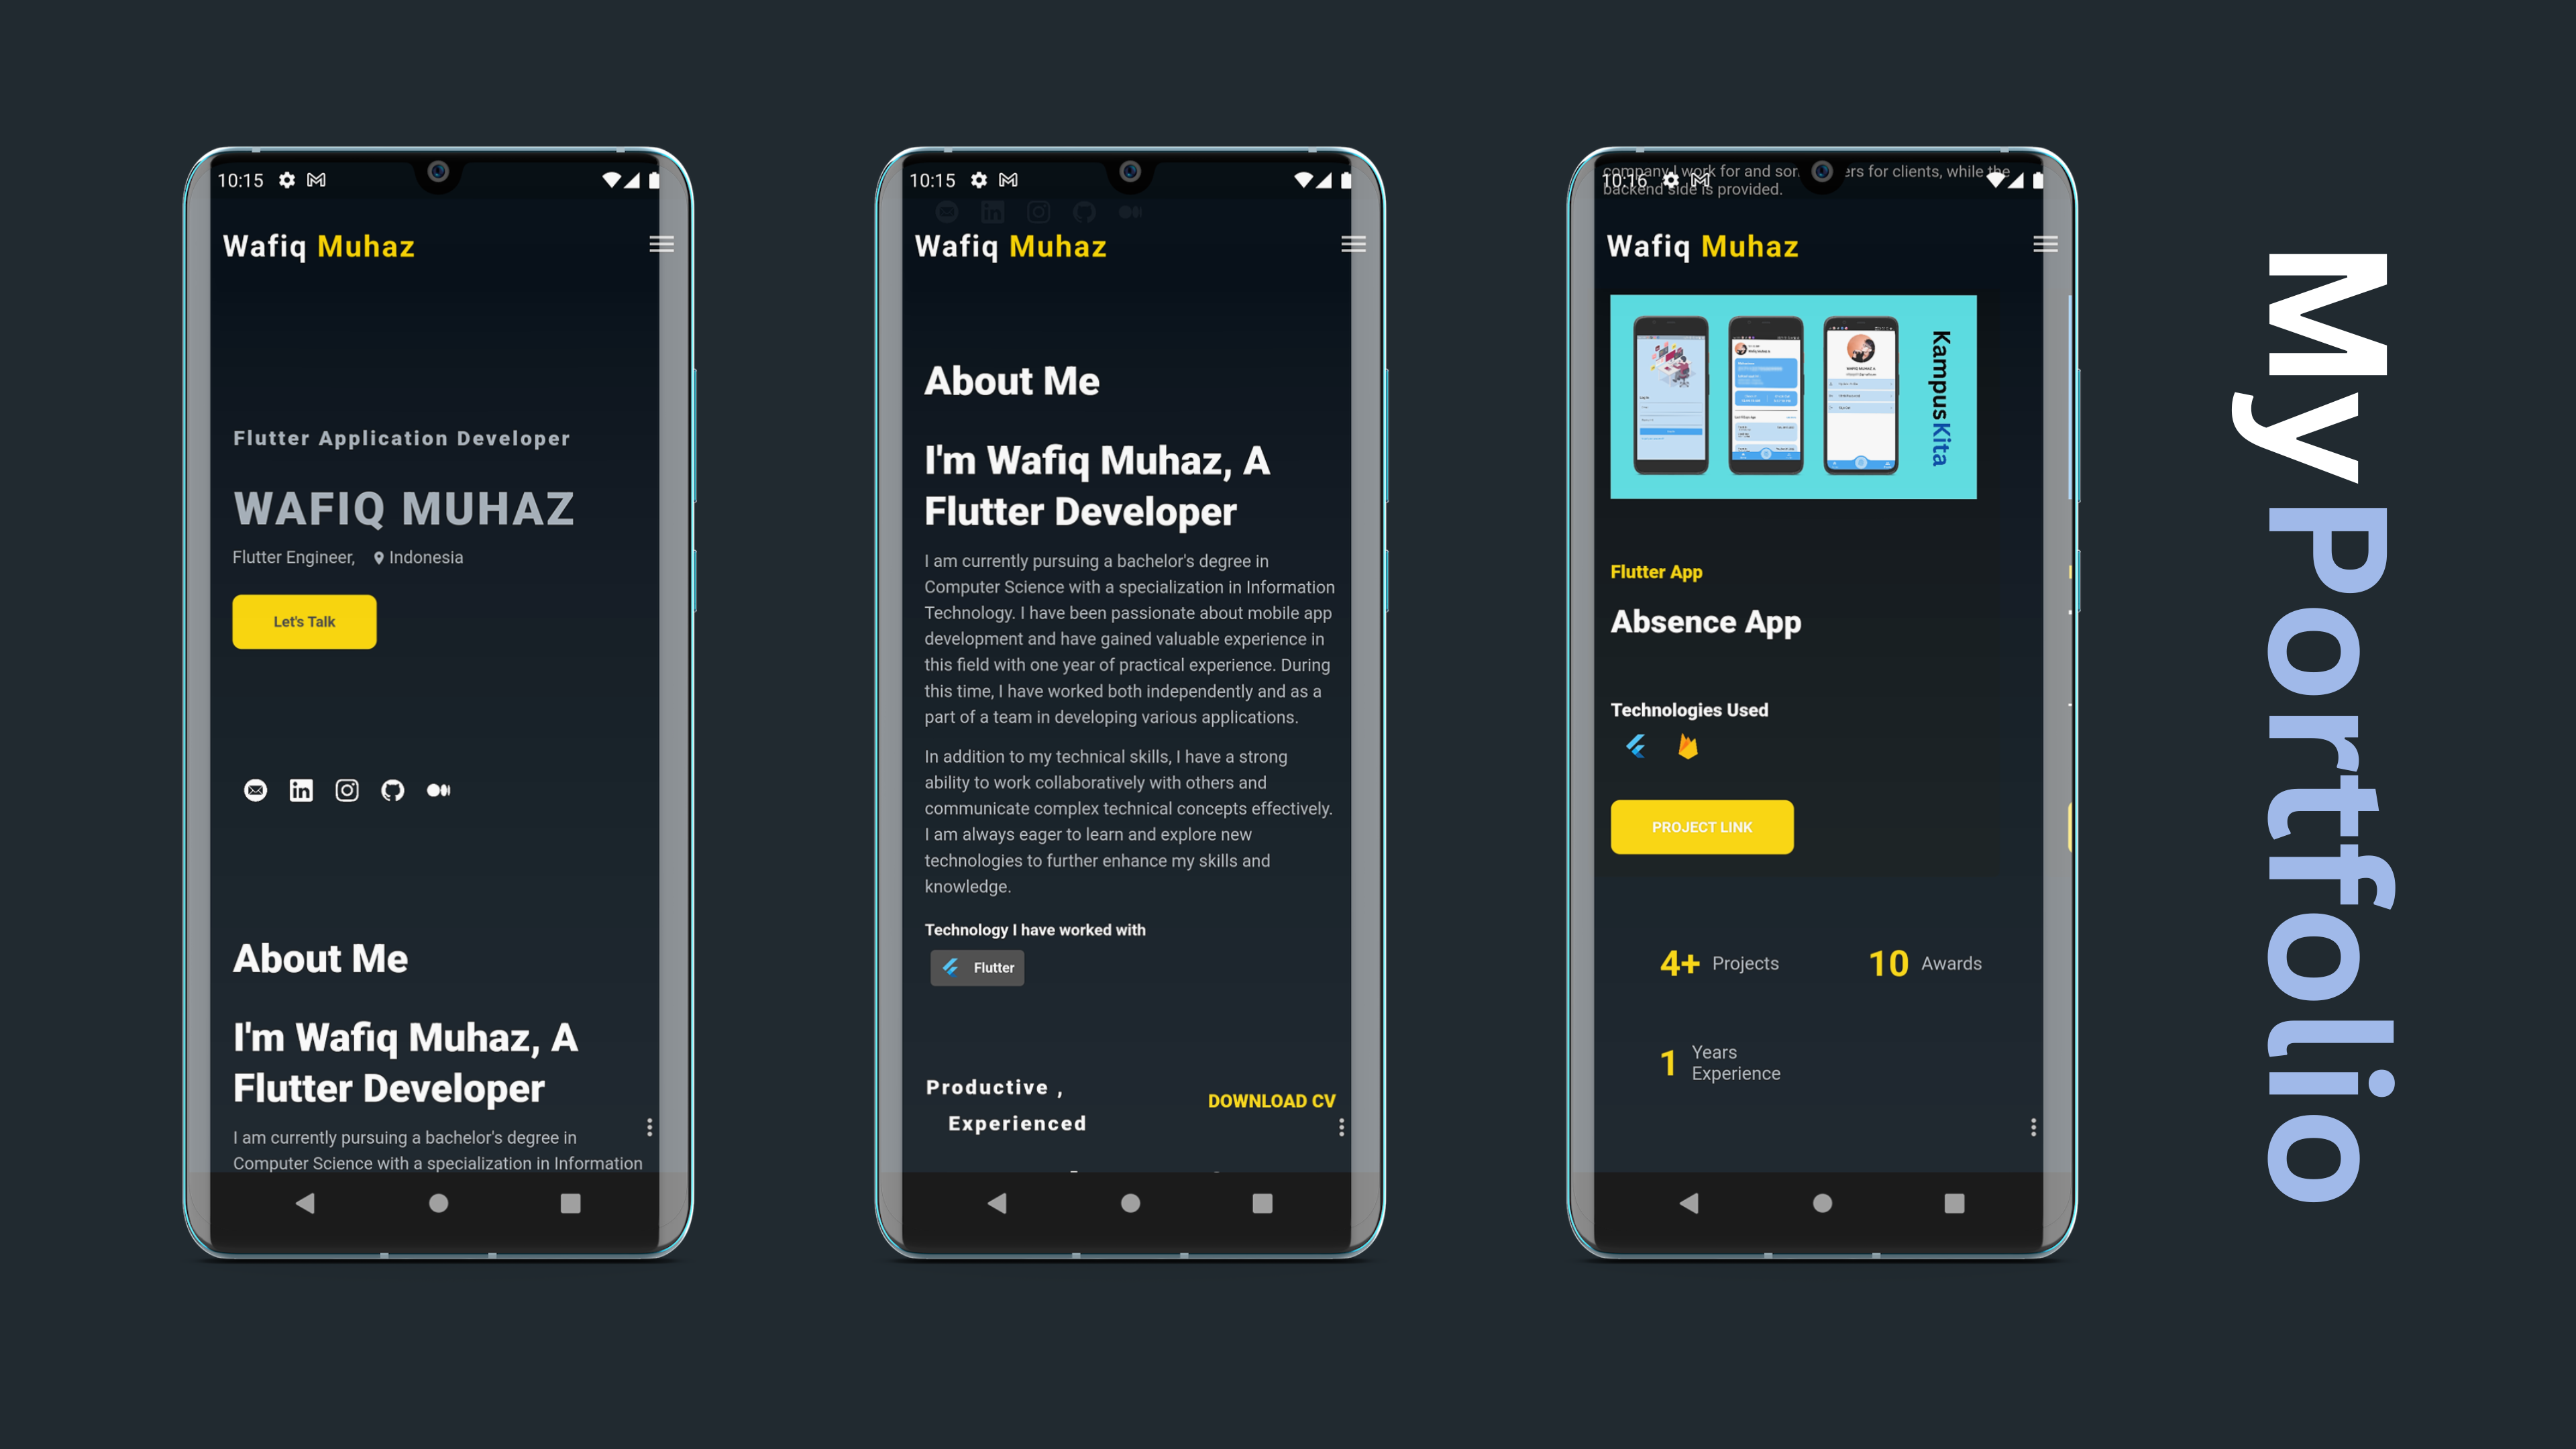 10:15
Wafiq Muhaz
Flutter Application Developer
WAFIQ MUHAZ
Flutter Engineer, Indonesia
Let's Talk
About Me
I'm Wafiq Muhaz, A
Flutter Developer
I am currently pursuing a bachelor's degree in
Computer Science with a specialization in Information
10:15
Wafiq Muhaz
About Me
I'm Wafiq Muhaz, A
Flutter Developer
I am currently pursuing a bachelor's degree in
Computer Science with a specialization in Information
Technology. I have been passionate about mobile app
development and have gained valuable experience in
this field with one year of practical experience. During
this time, I have worked both independently and as a
part of a team in developing various applications.
In addition to my technical skills, I have a strong
ability to work collaboratively with others and
communicate complex technical concepts effectively.
I am always eager to learn and explore new
technologies to further enhance my skills and
knowledge.
Technology I have worked with
Flutter
Productive ,
Experienced
DOWNLOAD CV
10:16
company I work for and for clients, while the
backend side is provided.
Wafiq Muhaz
KampusKita
Flutter App
Absence App
Technologies Used
PROJECT LINK
4+ Projects
10 Awards
1 Years
Experience
My Portfolio